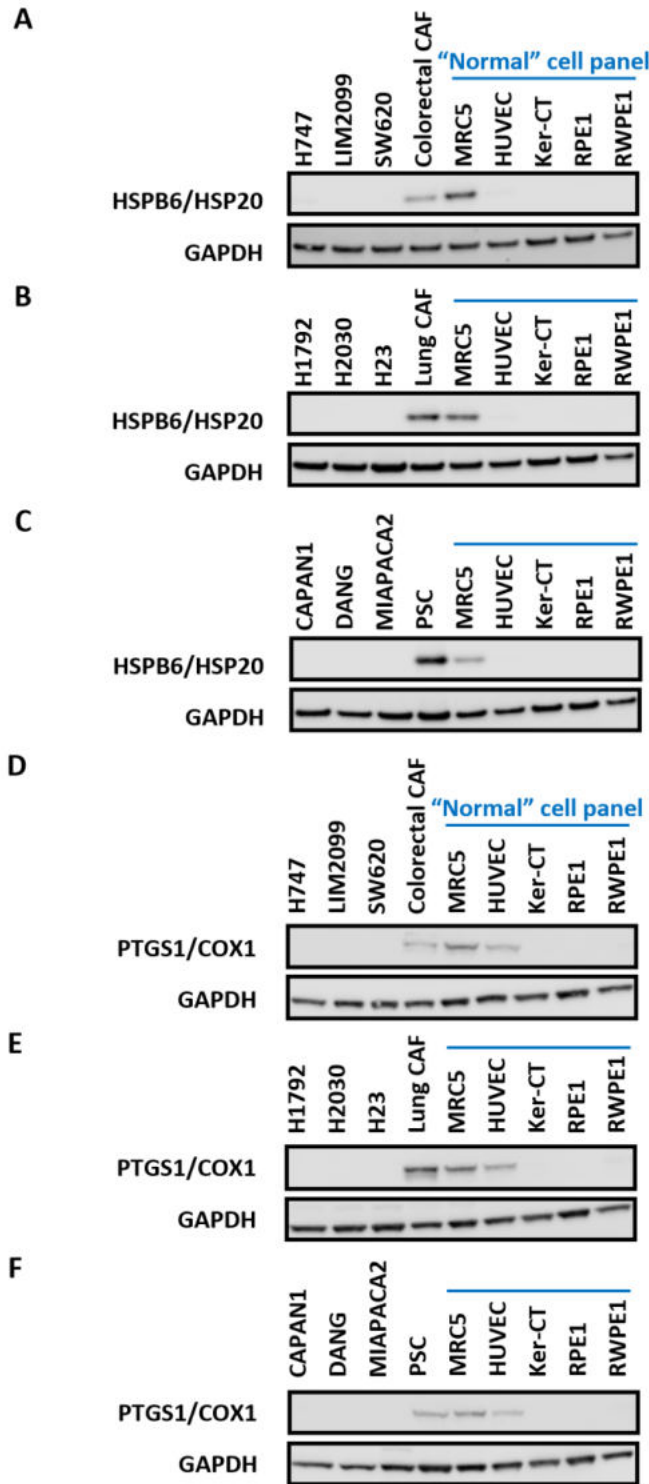 A
"Normal" cell panel
H747 LIM2099 SW620 Colorectal CAF MRC5 HUVEC Ker-CT RPE1 RWPE1
HSPB6/HSP20
GAPDH
B
H1792 H2030 H23 Lung CAF MRC5 HUVEC Ker-CT RPE1 RWPE1
HSPB6/HSP20
GAPDH
C
CAPAN1 DANG MIAPACA2 PSC MRC5 HUVEC Ker-CT RPE1 RWPE1
HSPB6/HSP20
GAPDH
D
"Normal" cell panel
H747 LIM2099 SW620 Colorectal CAF MRC5 HUVEC Ker-CT RPE1 RWPE1
PTGS1/COX1
GAPDH
E
H1792 H2030 H23 Lung CAF MRC5 HUVEC Ker-CT RPE1 RWPE1
PTGS1/COX1
GAPDH
F
CAPAN1 DANG MIAPACA2 PSC MRC5 HUVEC Ker-CT RPE1 RWPE1
PTGS1/COX1
GAPDH